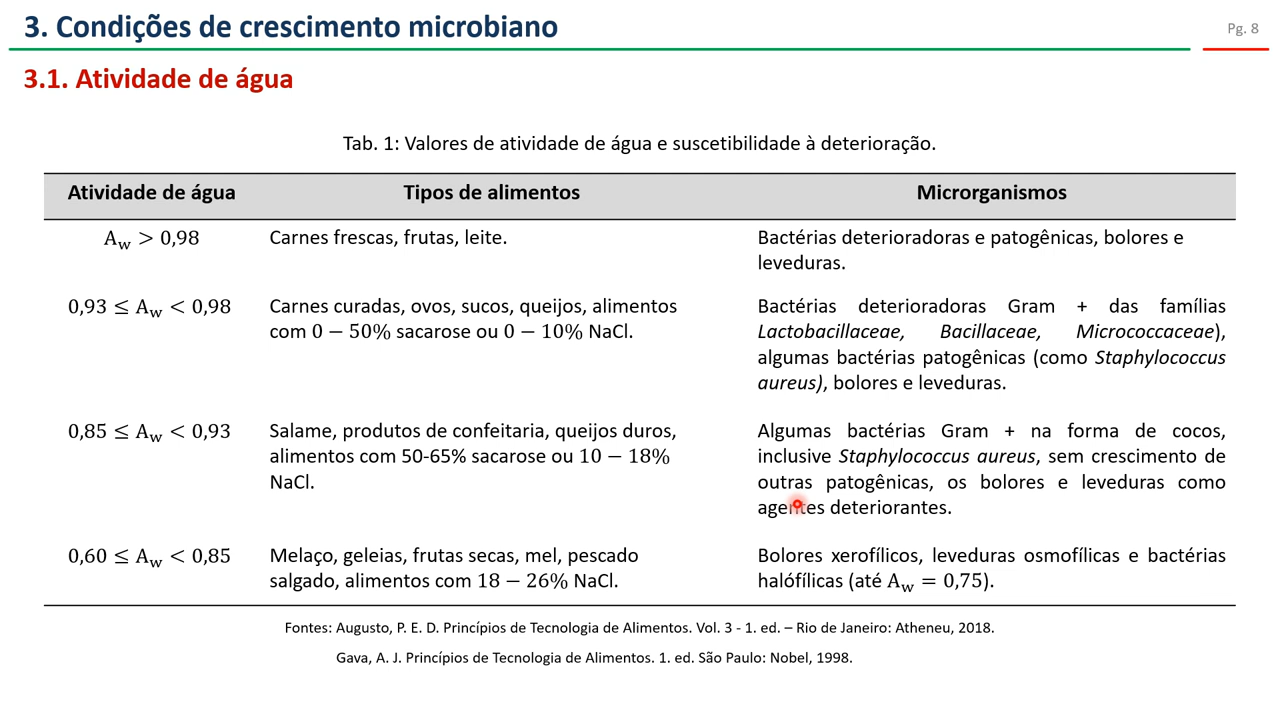 3. Condições de crescimento microbiano
Pg. 8
3.1. Atividade de água
Tab. 1: Valores de atividade de água e suscetibilidade à deterioração.
Atividade de água Tipos de alimentos Microrganismos
A_w > 0,98 Carnes frescas, frutas, leite. Bactérias deterioradoras e patogênicas, bolores e
leveduras.
0,93 ≤ A_w < 0,98 Carnes curadas, ovos, sucos, queijos, alimentos Bactérias deterioradoras Gram + das famílias
com 0 − 50% sacarose ou 0 − 10% NaCl. Lactobacillaceae, Bacillaceae, Micrococcaceae),
algumas bactérias patogênicas (como Staphylococcus
aureus), bolores e leveduras.
0,85 ≤ A_w < 0,93 Salame, produtos de confeitaria, queijos duros, Algumas bactérias Gram + na forma de cocos,
alimentos com 50-65% sacarose ou 10 − 18% inclusive Staphylococcus aureus, sem crescimento de
NaCl. outras patogênicas, os bolores e leveduras como
agentes deteriorantes.
0,60 ≤ A_w < 0,85 Melaço, geleias, frutas secas, mel, pescado Bolores xerofílicos, leveduras osmofílicas e bactérias
salgado, alimentos com 18 − 26% NaCl. halófílicas (até A_w = 0,75).
Fontes: Augusto, P. E. D. Princípios de Tecnologia de Alimentos. Vol. 3 - 1. ed. – Rio de Janeiro: Atheneu, 2018.
Gava, A. J. Princípios de Tecnologia de Alimentos. 1. ed. São Paulo: Nobel, 1998.